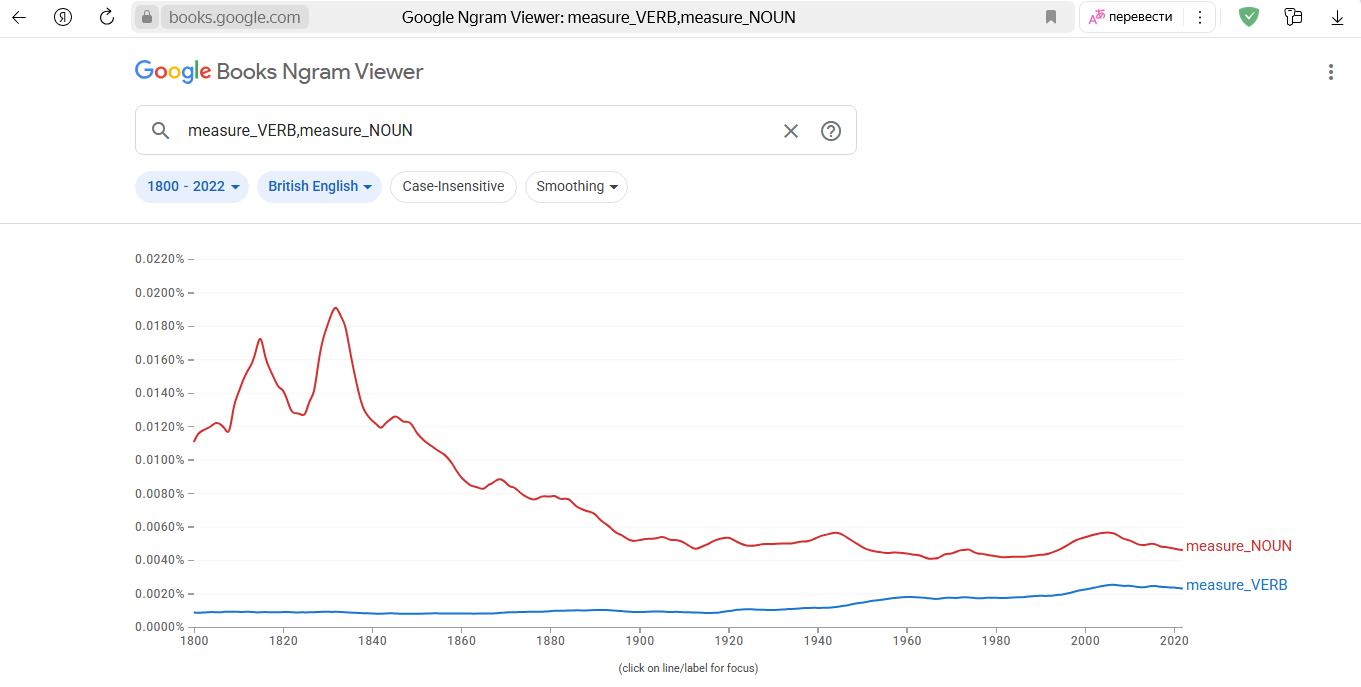 Я books.google.com Google Ngram Viewer: measure_VERB,measure_NOUN Aあ перевести
Google Books Ngram Viewer
measure_VERB,measure_NOUN
1800 - 2022 British English Case-Insensitive Smoothing
0.0220%
0.0200%
0.0180%
0.0160%
0.0140%
0.0120%
0.0100%
0.0080%
0.0060%
0.0040%
0.0020%
0.0000%
measure_NOUN
measure_VERB
1800 1820 1840 1860 1880 1900 1920 1940 1960 1980 2000 2020
(click on line/label for focus)